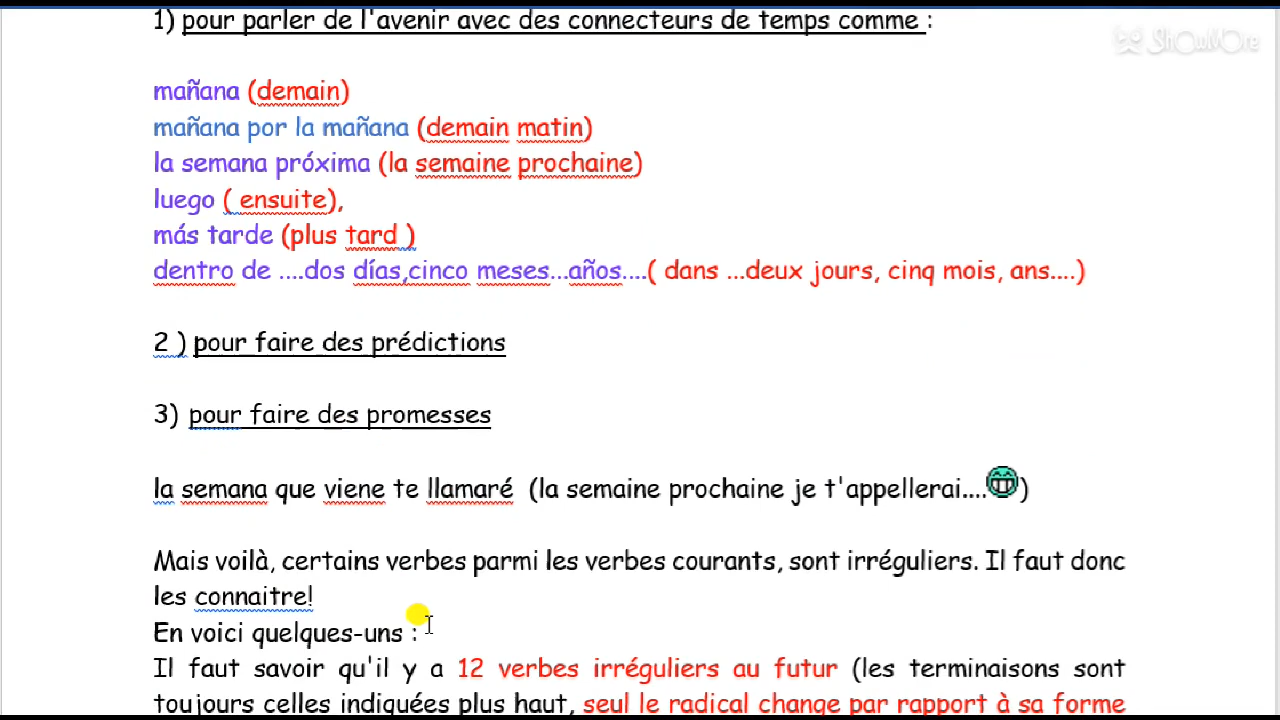 1) pour parler de l'avenir avec des connecteurs de temps comme :
ShowMore
mañana (demain)
mañana por la mañana (demain matin)
la semana próxima (la semaine prochaine)
luego ( ensuite),
más tarde (plus tard )
dentro de ....dos días,cinco meses...años....( dans ...deux jours, cinq mois, ans....)
2 ) pour faire des prédictions
3) pour faire des promesses
la semana que viene te llamaré (la semaine prochaine je t'appellerai....)
Mais voilà, certains verbes parmi les verbes courants, sont irréguliers. Il faut donc
les connaitre!
En voici quelques-uns :
Il faut savoir qu'il y a 12 verbes irréguliers au futur (les terminaisons sont
toujours celles indiquées plus haut, seul le radical change par rapport à sa forme